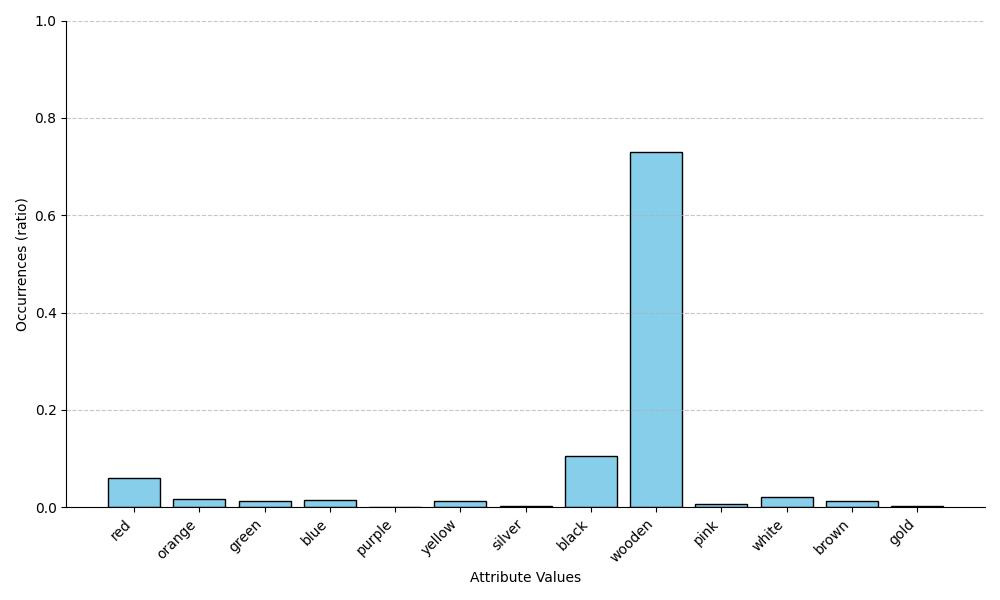 1.0
0.8
0.6
0.4
0.2
0.0
Occurrences (ratio)
red orange green blue purple yellow silver black wooden pink white brown gold
Attribute Values